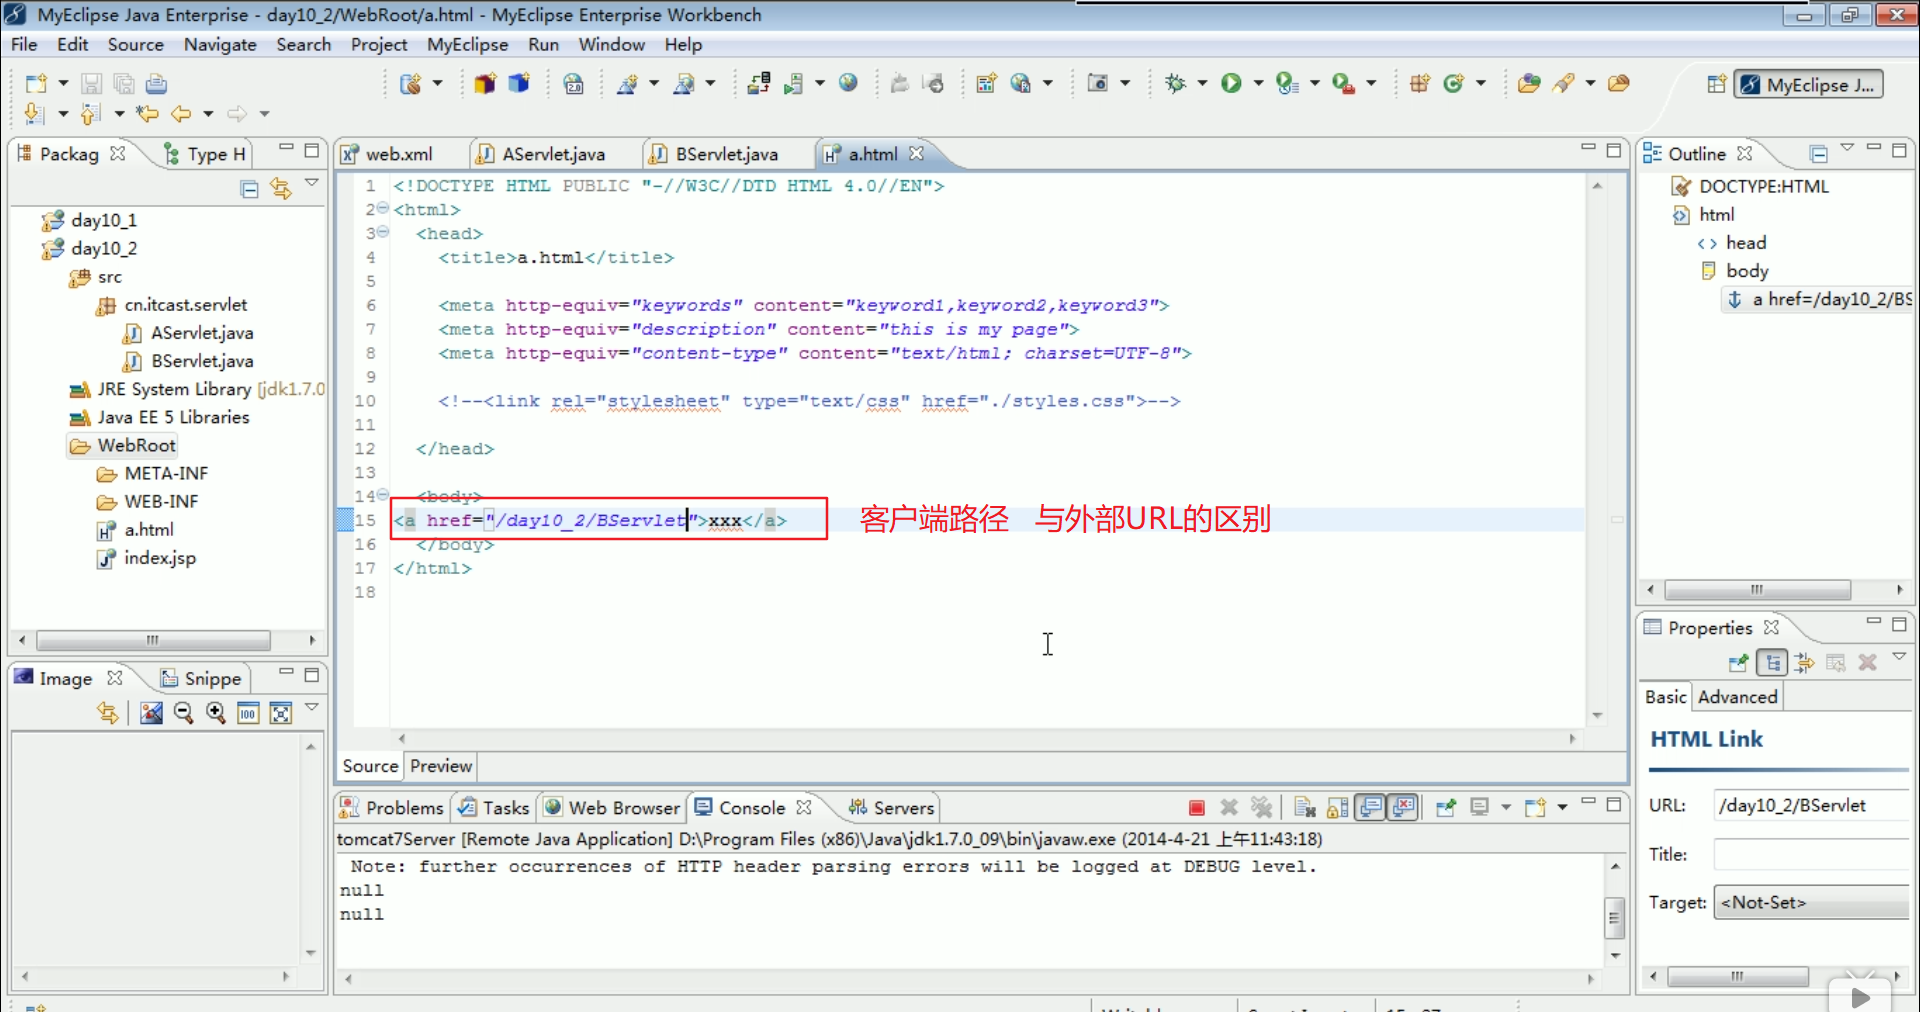 MyEclipse Java Enterprise - day10_2/WebRoot/a.html - MyEclipse Enterprise Workbench
File Edit Source Navigate Search Project MyEclipse Run Window Help
MyEclipse J...
Packag
Type H
day10_1
day10_2
src
cn.itcast.servlet
AServlet.java
BServlet.java
JRE System Library [jdk1.7.0
Java EE 5 Libraries
WebRoot
META-INF
WEB-INF
a.html
index.jsp
Image
Snippe
web.xml
AServlet.java
BServlet.java
a.html
1 <!DOCTYPE HTML PUBLIC "-//W3C//DTD HTML 4.0//EN">
2 <html>
3 <head>
4 <title>a.html</title>
5
6 <meta http-equiv="keywords" content="keyword1,keyword2,keyword3">
7 <meta http-equiv="description" content="this is my page">
8 <meta http-equiv="content-type" content="text/html; charset=UTF-8">
9
10 <!--<link rel="stylesheet" type="text/css" href="./styles.css">-->
11
12 </head>
13
14 <body>
15 <a href="/day10_2/BServlet">xxx</a>
客户端路径 与外部URL的区别
16 </body>
17 </html>
18
Source Preview
Problems Tasks Web Browser Console Servers
tomcat7Server [Remote Java Application] D:\Program Files (x86)\Java\jdk1.7.0_09\bin\javaw.exe (2014-4-21 上午11:43:18)
Note: further occurrences of HTTP header parsing errors will be logged at DEBUG level.
null
null
Outline
DOCTYPE:HTML
html
head
body
a href=/day10_2/BS
Properties
Basic Advanced
HTML Link
URL: /day10_2/BServlet
Title:
Target: <Not-Set>